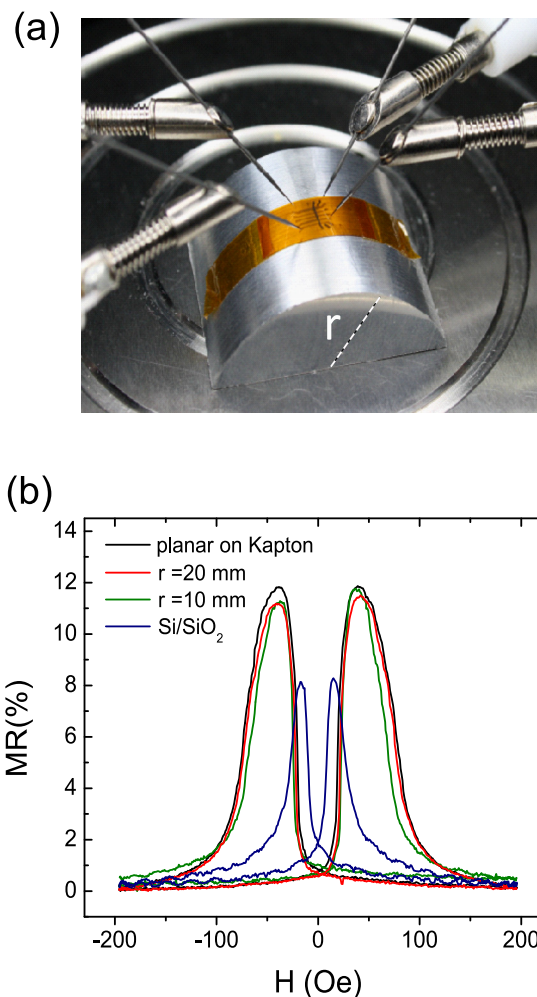 (a)
r
(b)
14
12
10
8
6
4
2
0
MR(%)
planar on Kapton
r =20 mm
r =10 mm
Si/SiO₂
-200 -100 0 100 200
H (Oe)